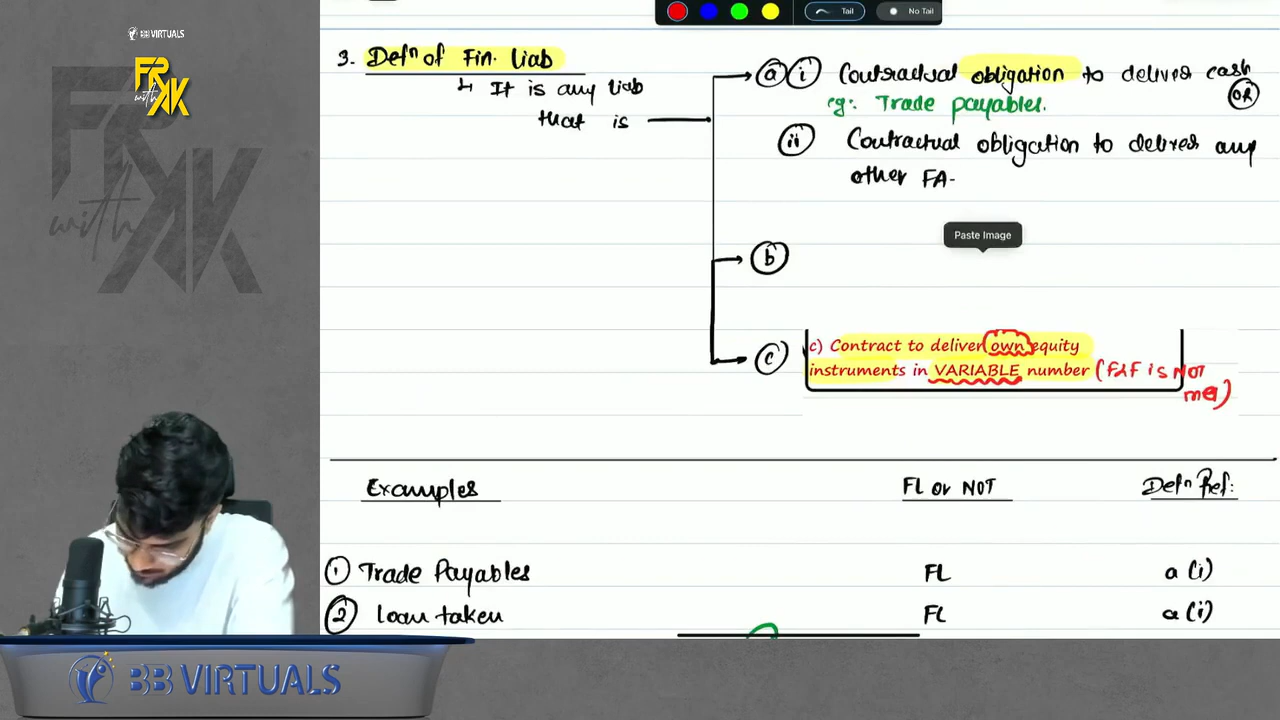 BB VIRTUALS
FR
with
AK
FR
with
AK
Tail
No Tail
3. Defn of Fin. liab
↳ It is any liab
that is
a i Contractual obligation to deliver cash
OR
eg: Trade payables.
ii Contractual obligation to deliver any
other FA-
Paste Image
b
c
c) Contract to deliver own equity
instruments in VARIABLE number (F&F is NOT
met)
Examples FL or NOT Defn Ref:
1 Trade Payables FL a (i)
2 Loan taken FL a (i)
BB VIRTUALS